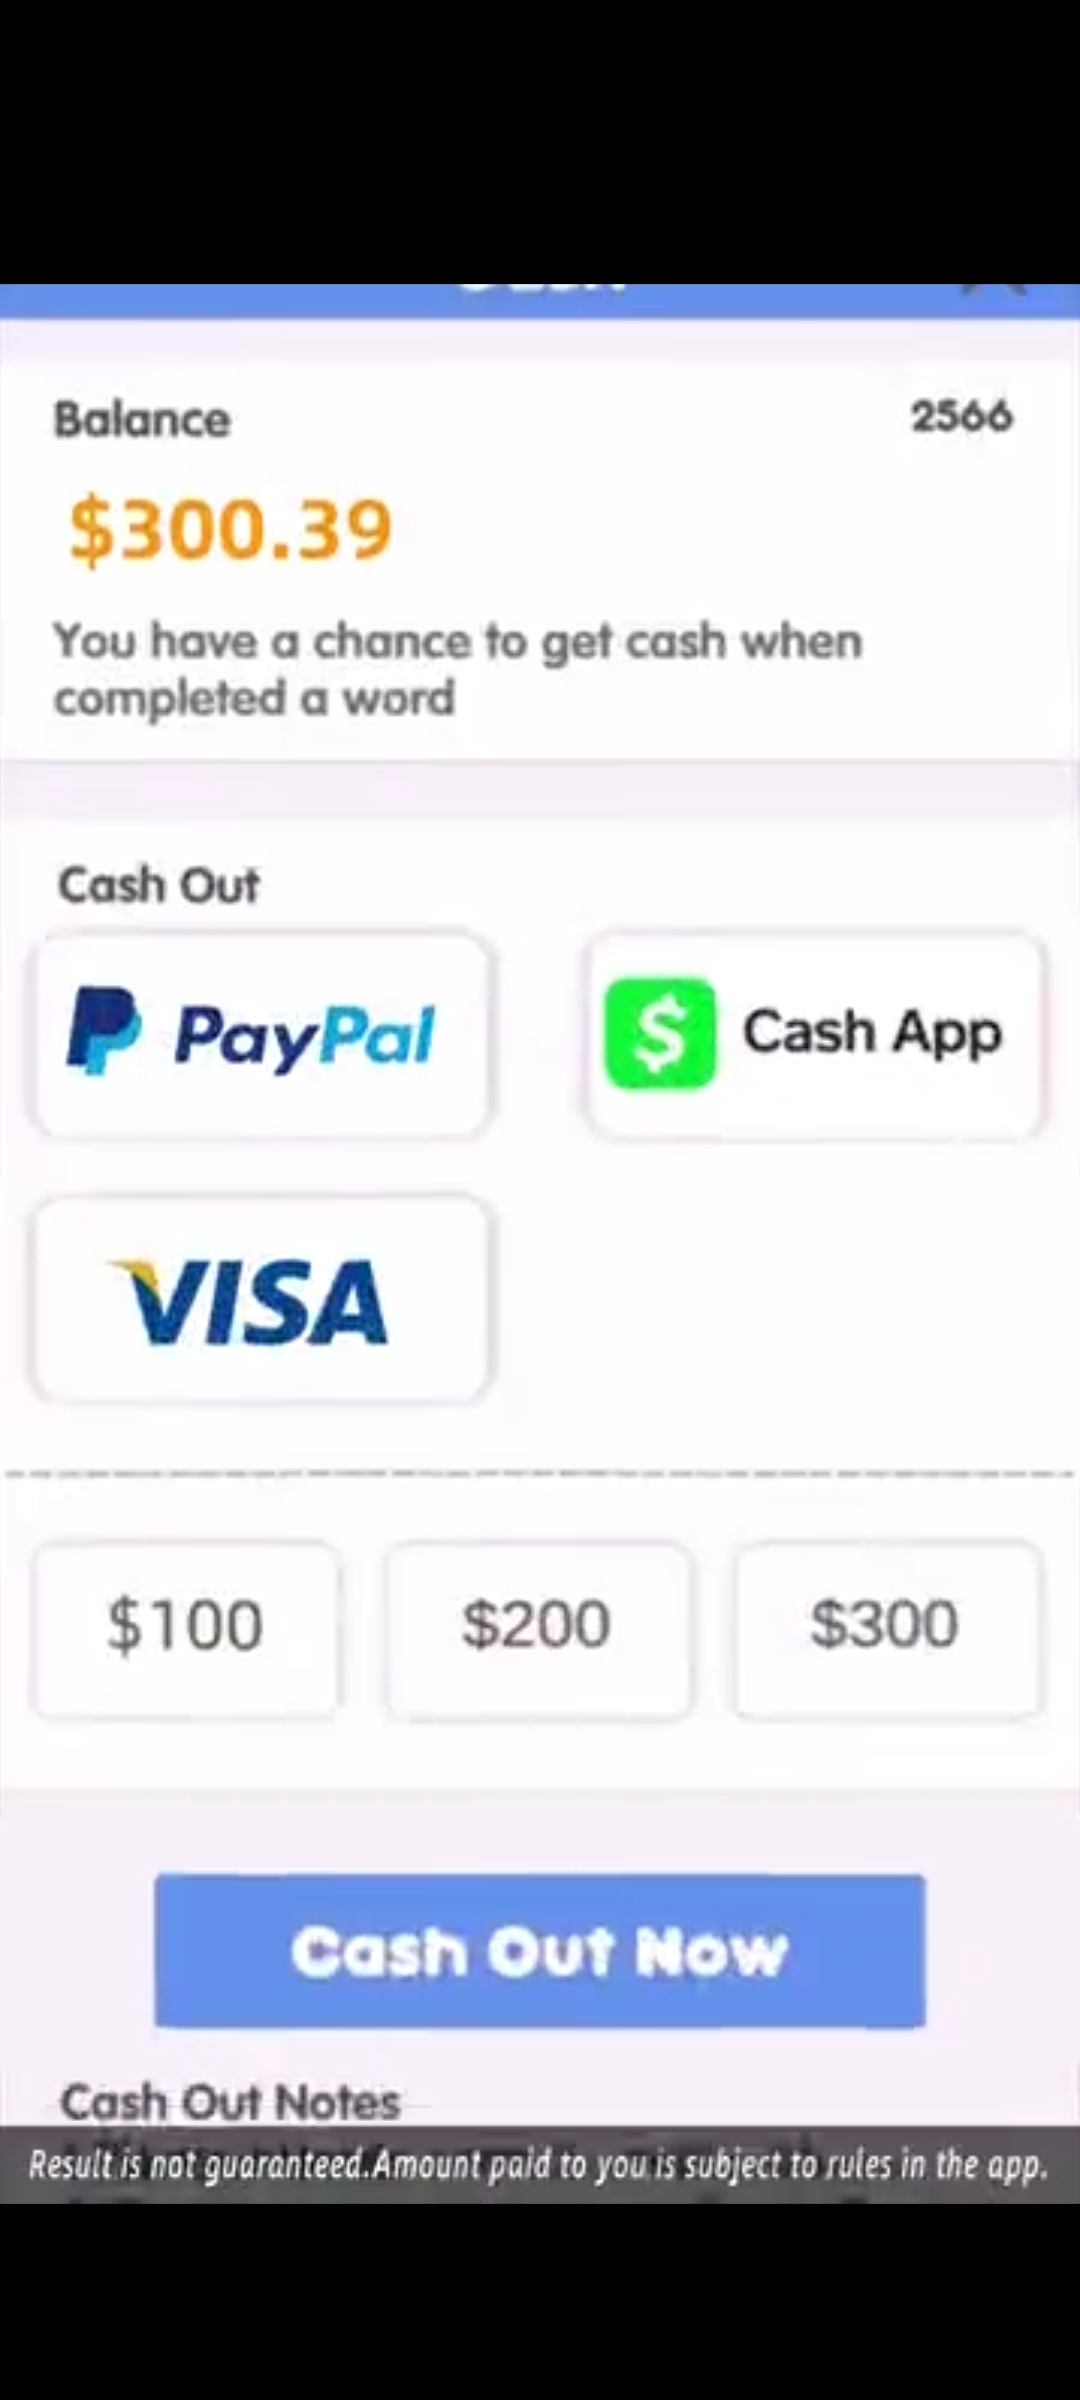 Balance
2566
$300.39
You have a chance to get cash when
completed a word
Cash Out
PayPal
Cash App
VISA
$100
$200
$300
Cash Out Now
Cash Out Notes
Result is not guaranteed.Amount paid to you is subject to rules in the app.